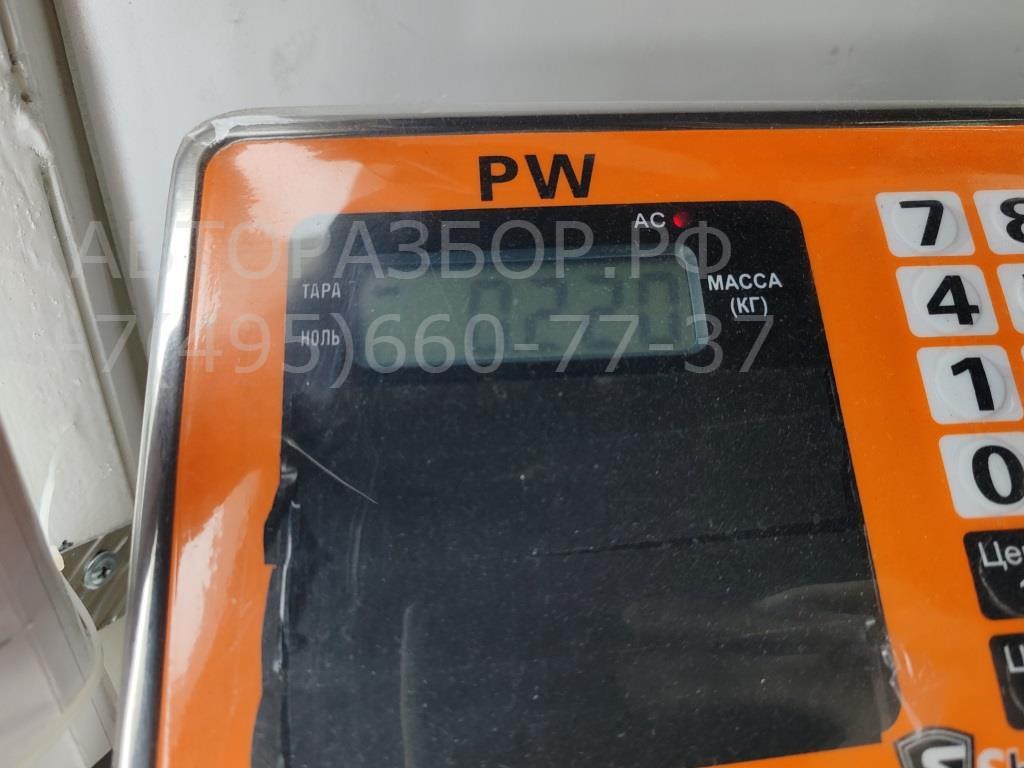 PW
AC
АВТОРАЗБОР.РФ
ТАРА
0.220
МАССА
(КГ)
НОЛЬ
+7(495)660-77-37
7 8
4
1
0